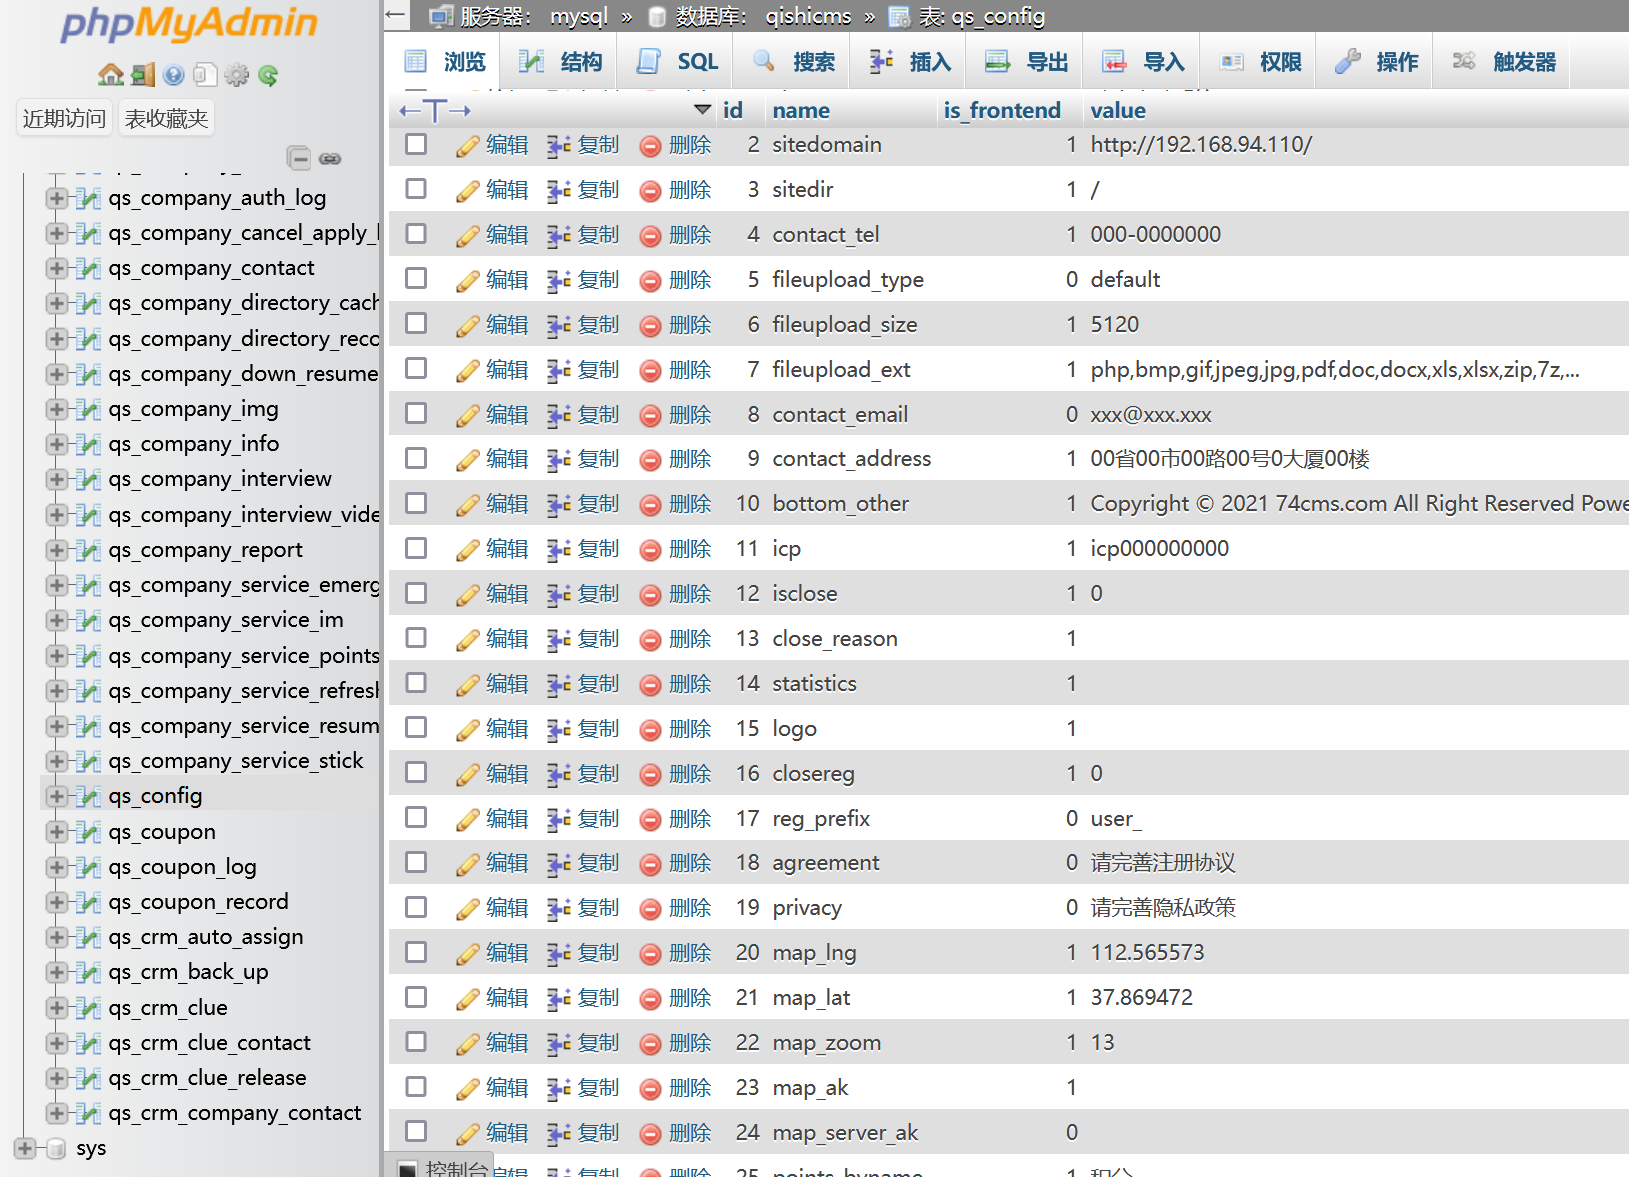 phpMyAdmin
近期访问 表收藏夹
qs_company_auth_log
qs_company_cancel_apply_l
qs_company_contact
qs_company_directory_cach
qs_company_directory_reco
qs_company_down_resume
qs_company_img
qs_company_info
qs_company_interview
qs_company_interview_vide
qs_company_report
qs_company_service_emerg
qs_company_service_im
qs_company_service_points
qs_company_service_refresh
qs_company_service_resum
qs_company_service_stick
qs_config
qs_coupon
qs_coupon_log
qs_coupon_record
qs_crm_auto_assign
qs_crm_back_up
qs_crm_clue
qs_crm_clue_contact
qs_crm_clue_release
qs_crm_company_contact
sys
服务器: mysql » 数据库: qishicms » 表: qs_config
浏览 结构 SQL 搜索 插入 导出 导入 权限 操作 触发器
←T→ id name is_frontend value
编辑 复制 删除 2 sitedomain 1 http://192.168.94.110/
编辑 复制 删除 3 sitedir 1 /
编辑 复制 删除 4 contact_tel 1 000-0000000
编辑 复制 删除 5 fileupload_type 0 default
编辑 复制 删除 6 fileupload_size 1 5120
编辑 复制 删除 7 fileupload_ext 1 php,bmp,gif,jpeg,jpg,pdf,doc,docx,xls,xlsx,zip,7z,...
编辑 复制 删除 8 contact_email 0 xxx@xxx.xxx
编辑 复制 删除 9 contact_address 1 00省00市00路00号0大厦00楼
编辑 复制 删除 10 bottom_other 1 Copyright © 2021 74cms.com All Right Reserved Powe
编辑 复制 删除 11 icp 1 icp000000000
编辑 复制 删除 12 isclose 1 0
编辑 复制 删除 13 close_reason 1
编辑 复制 删除 14 statistics 1
编辑 复制 删除 15 logo 1
编辑 复制 删除 16 closereg 1 0
编辑 复制 删除 17 reg_prefix 0 user_
编辑 复制 删除 18 agreement 0 请完善注册协议
编辑 复制 删除 19 privacy 0 请完善隐私政策
编辑 复制 删除 20 map_lng 1 112.565573
编辑 复制 删除 21 map_lat 1 37.869472
编辑 复制 删除 22 map_zoom 1 13
编辑 复制 删除 23 map_ak 1
编辑 复制 删除 24 map_server_ak 0
控制台 编辑 复制 删除 25 points_byname 1 积分